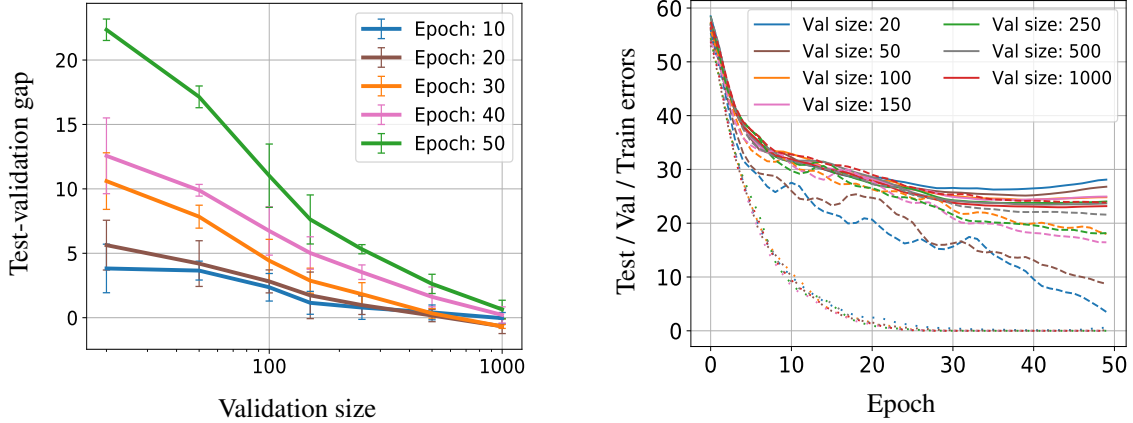 Test-validation gap
20
15
10
5
0
100
1000
Validation size
Epoch: 10
Epoch: 20
Epoch: 30
Epoch: 40
Epoch: 50
Test / Val / Train errors
60
50
40
30
20
10
0
0
10
20
30
40
50
Epoch
Val size: 20
Val size: 50
Val size: 100
Val size: 150
Val size: 250
Val size: 500
Val size: 1000